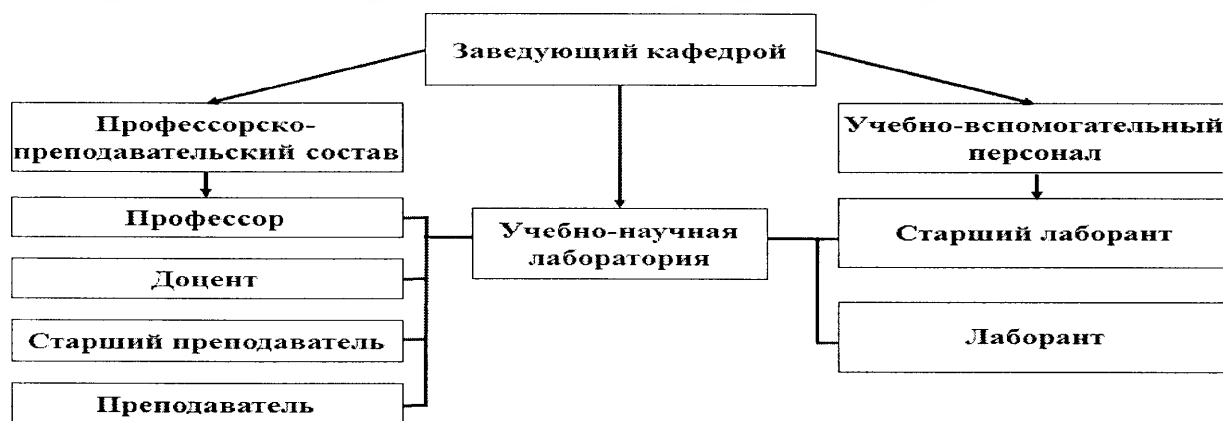 Заведующий кафедрой
Профессорско-
преподавательский состав
Учебно-вспомогательный
персонал
Профессор
Учебно-научная
лаборатория
Старший лаборант
Доцент
Старший преподаватель
Лаборант
Преподаватель